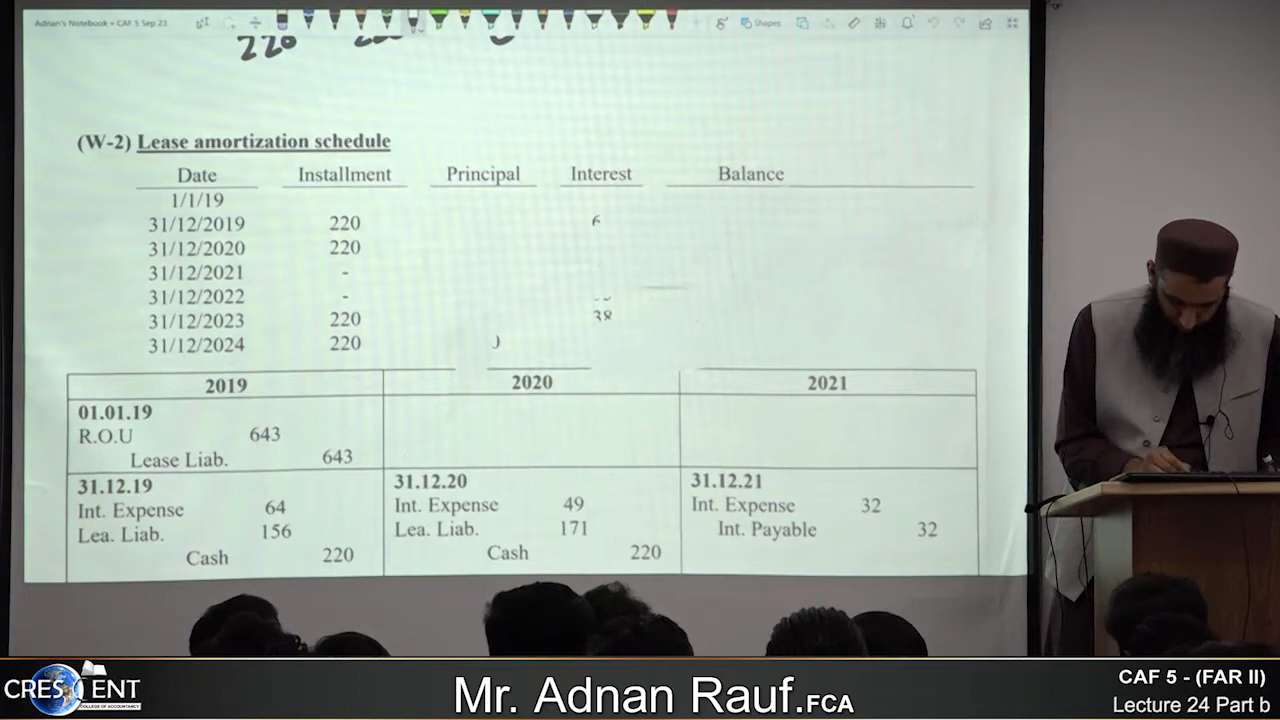 Adnan's Notebook • CAF 5 Sep 23
Shapes
220
(W-2) Lease amortization schedule
Date Installment Principal Interest Balance
1/1/19
31/12/2019 220 6
31/12/2020 220
31/12/2021 -
31/12/2022 -
31/12/2023 220 38
31/12/2024 220
2019 2020 2021
01.01.19
R.O.U 643
Lease Liab. 643
31.12.19 31.12.20 31.12.21
Int. Expense 64 Int. Expense 49 Int. Expense 32
Lea. Liab. 156 Lea. Liab. 171 Int. Payable 32
Cash 220 Cash 220
CRESCENT
COLLEGE OF ACCOUNTANCY
Mr. Adnan Rauf.FCA
CAF 5 - (FAR II)
Lecture 24 Part b